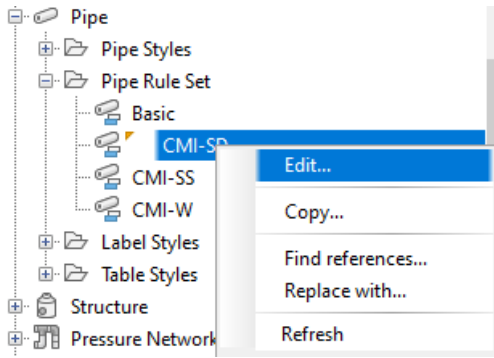 Pipe
Pipe Styles
Pipe Rule Set
Basic
CMI-SD
Edit...
CMI-SS
CMI-W
Copy...
Label Styles
Find references...
Table Styles
Replace with...
Structure
Pressure Network
Refresh